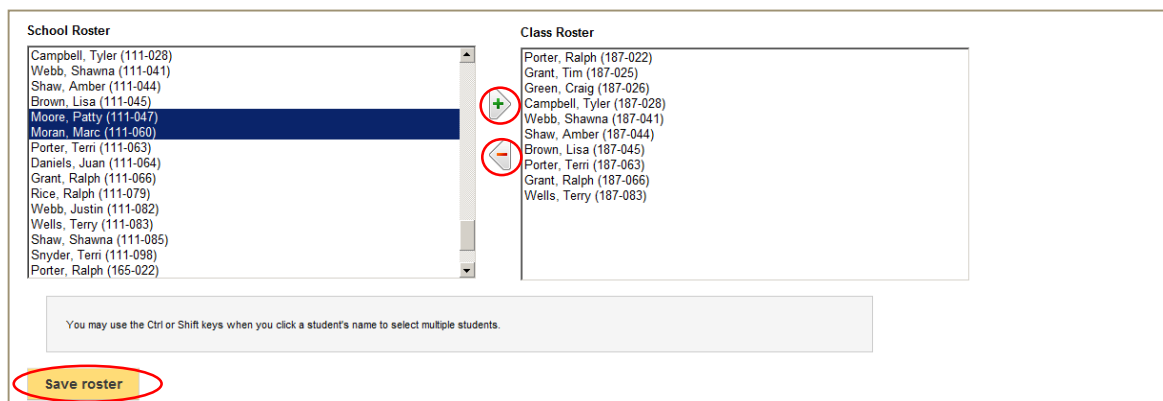 School Roster
Campbell, Tyler (111-028)
Webb, Shawna (111-041)
Shaw, Amber (111-044)
Brown, Lisa (111-045)
Moore, Patty (111-047)
Moran, Marc (111-060)
Porter, Terri (111-063)
Daniels, Juan (111-064)
Grant, Ralph (111-066)
Rice, Ralph (111-079)
Webb, Justin (111-082)
Wells, Terry (111-083)
Shaw, Shawna (111-085)
Snyder, Terri (111-098)
Porter, Ralph (165-022)
Class Roster
Porter, Ralph (187-022)
Grant, Tim (187-025)
Green, Craig (187-026)
Campbell, Tyler (187-028)
Webb, Shawna (187-041)
Shaw, Amber (187-044)
Brown, Lisa (187-045)
Porter, Terri (187-063)
Grant, Ralph (187-066)
Wells, Terry (187-083)
You may use the Ctrl or Shift keys when you click a student's name to select multiple students.
Save roster